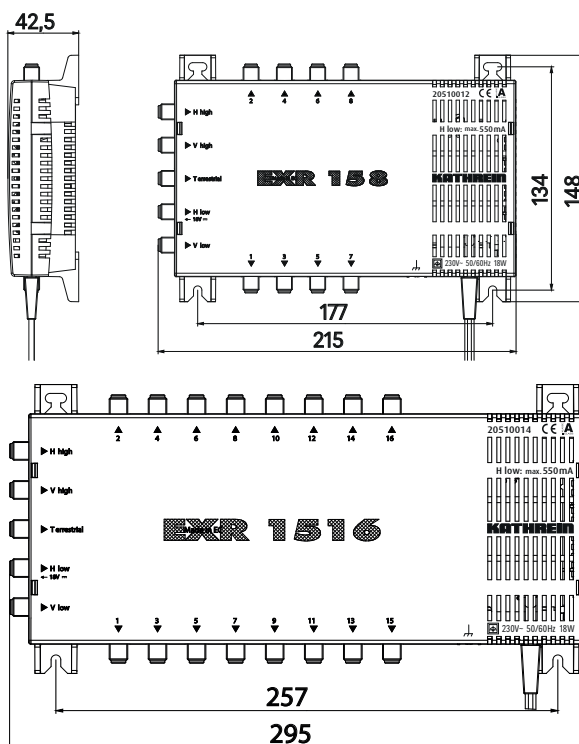 42,5
2 4 6 8
20510012 CE A
H high
H low: max. 550mA
V high
Terrestrial
EXR 158
KATHREIN
H low
← 18V ⎓
V low
1 3 5 7
230V~ 50/60Hz 18W
134
148
177
215
2 4 6 8 10 12 14 16
20510014 CE A
H high
H low: max. 550mA
V high
Terrestrial
EXR 1516
KATHREIN
H low
← 18V ⎓
V low
1 3 5 7 9 11 13 15
230V~ 50/60Hz 18W
257
295